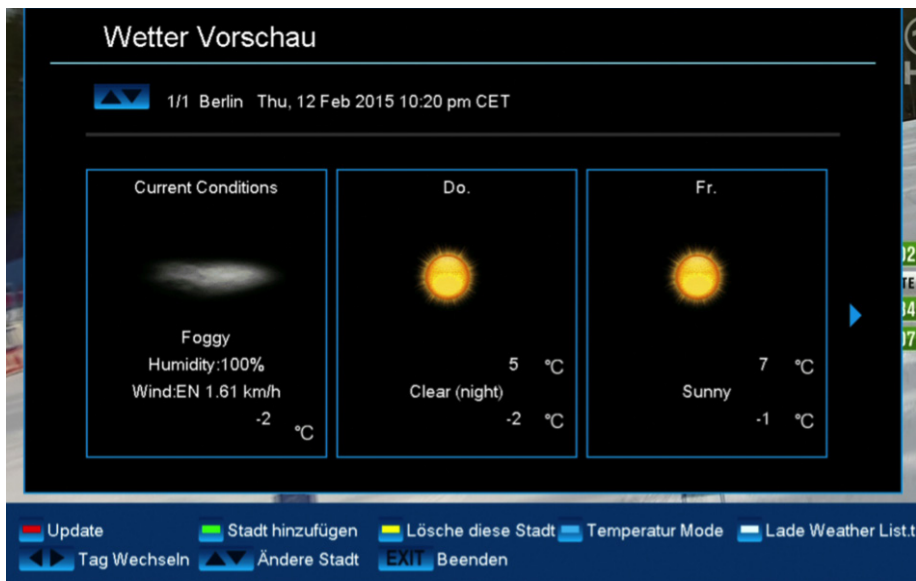 Wetter Vorschau
1/1 Berlin Thu, 12 Feb 2015 10:20 pm CET
Current Conditions
Foggy
Humidity:100%
Wind:EN 1.61 km/h
-2 °C
Do.
5 °C
Clear (night)
-2 °C
Fr.
7 °C
Sunny
-1 °C
Update Stadt hinzufügen Lösche diese Stadt Temperatur Mode Lade Weather List.t
Tag Wechseln Ändere Stadt EXIT Beenden